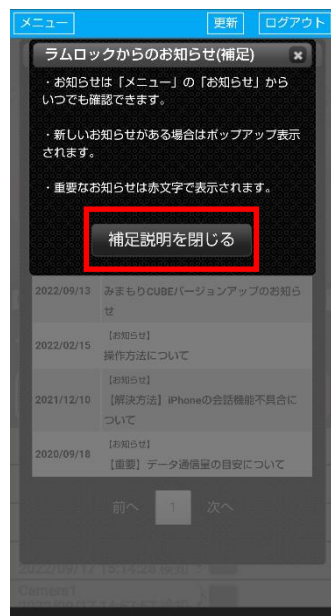 メニュー
更新
ログアウト
ラムロックからのお知らせ(補足)
・お知らせは「メニュー」の「お知らせ」から
いつでも確認できます。
・新しいお知らせがある場合はポップアップ表示
されます。
・重要なお知らせは赤文字で表示されます。
補足説明を閉じる
2022/09/13
みまもりCUBEバージョンアップのお知ら
せ
[お知らせ]
2022/02/15
操作方法について
[お知らせ]
2021/12/10
【解決方法】iPhoneの会話機能不具合に
ついて
[お知らせ]
2020/09/18
【重要】データ通信量の目安について
前へ
1
次へ
Camera1